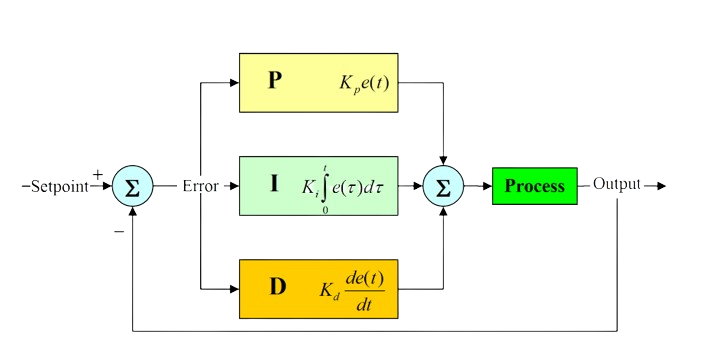 P K_p e(t)
+
–Setpoint Σ Error I K_i ∫_0^t e(τ)dτ Σ Process Output
–
D K_d de(t)/dt